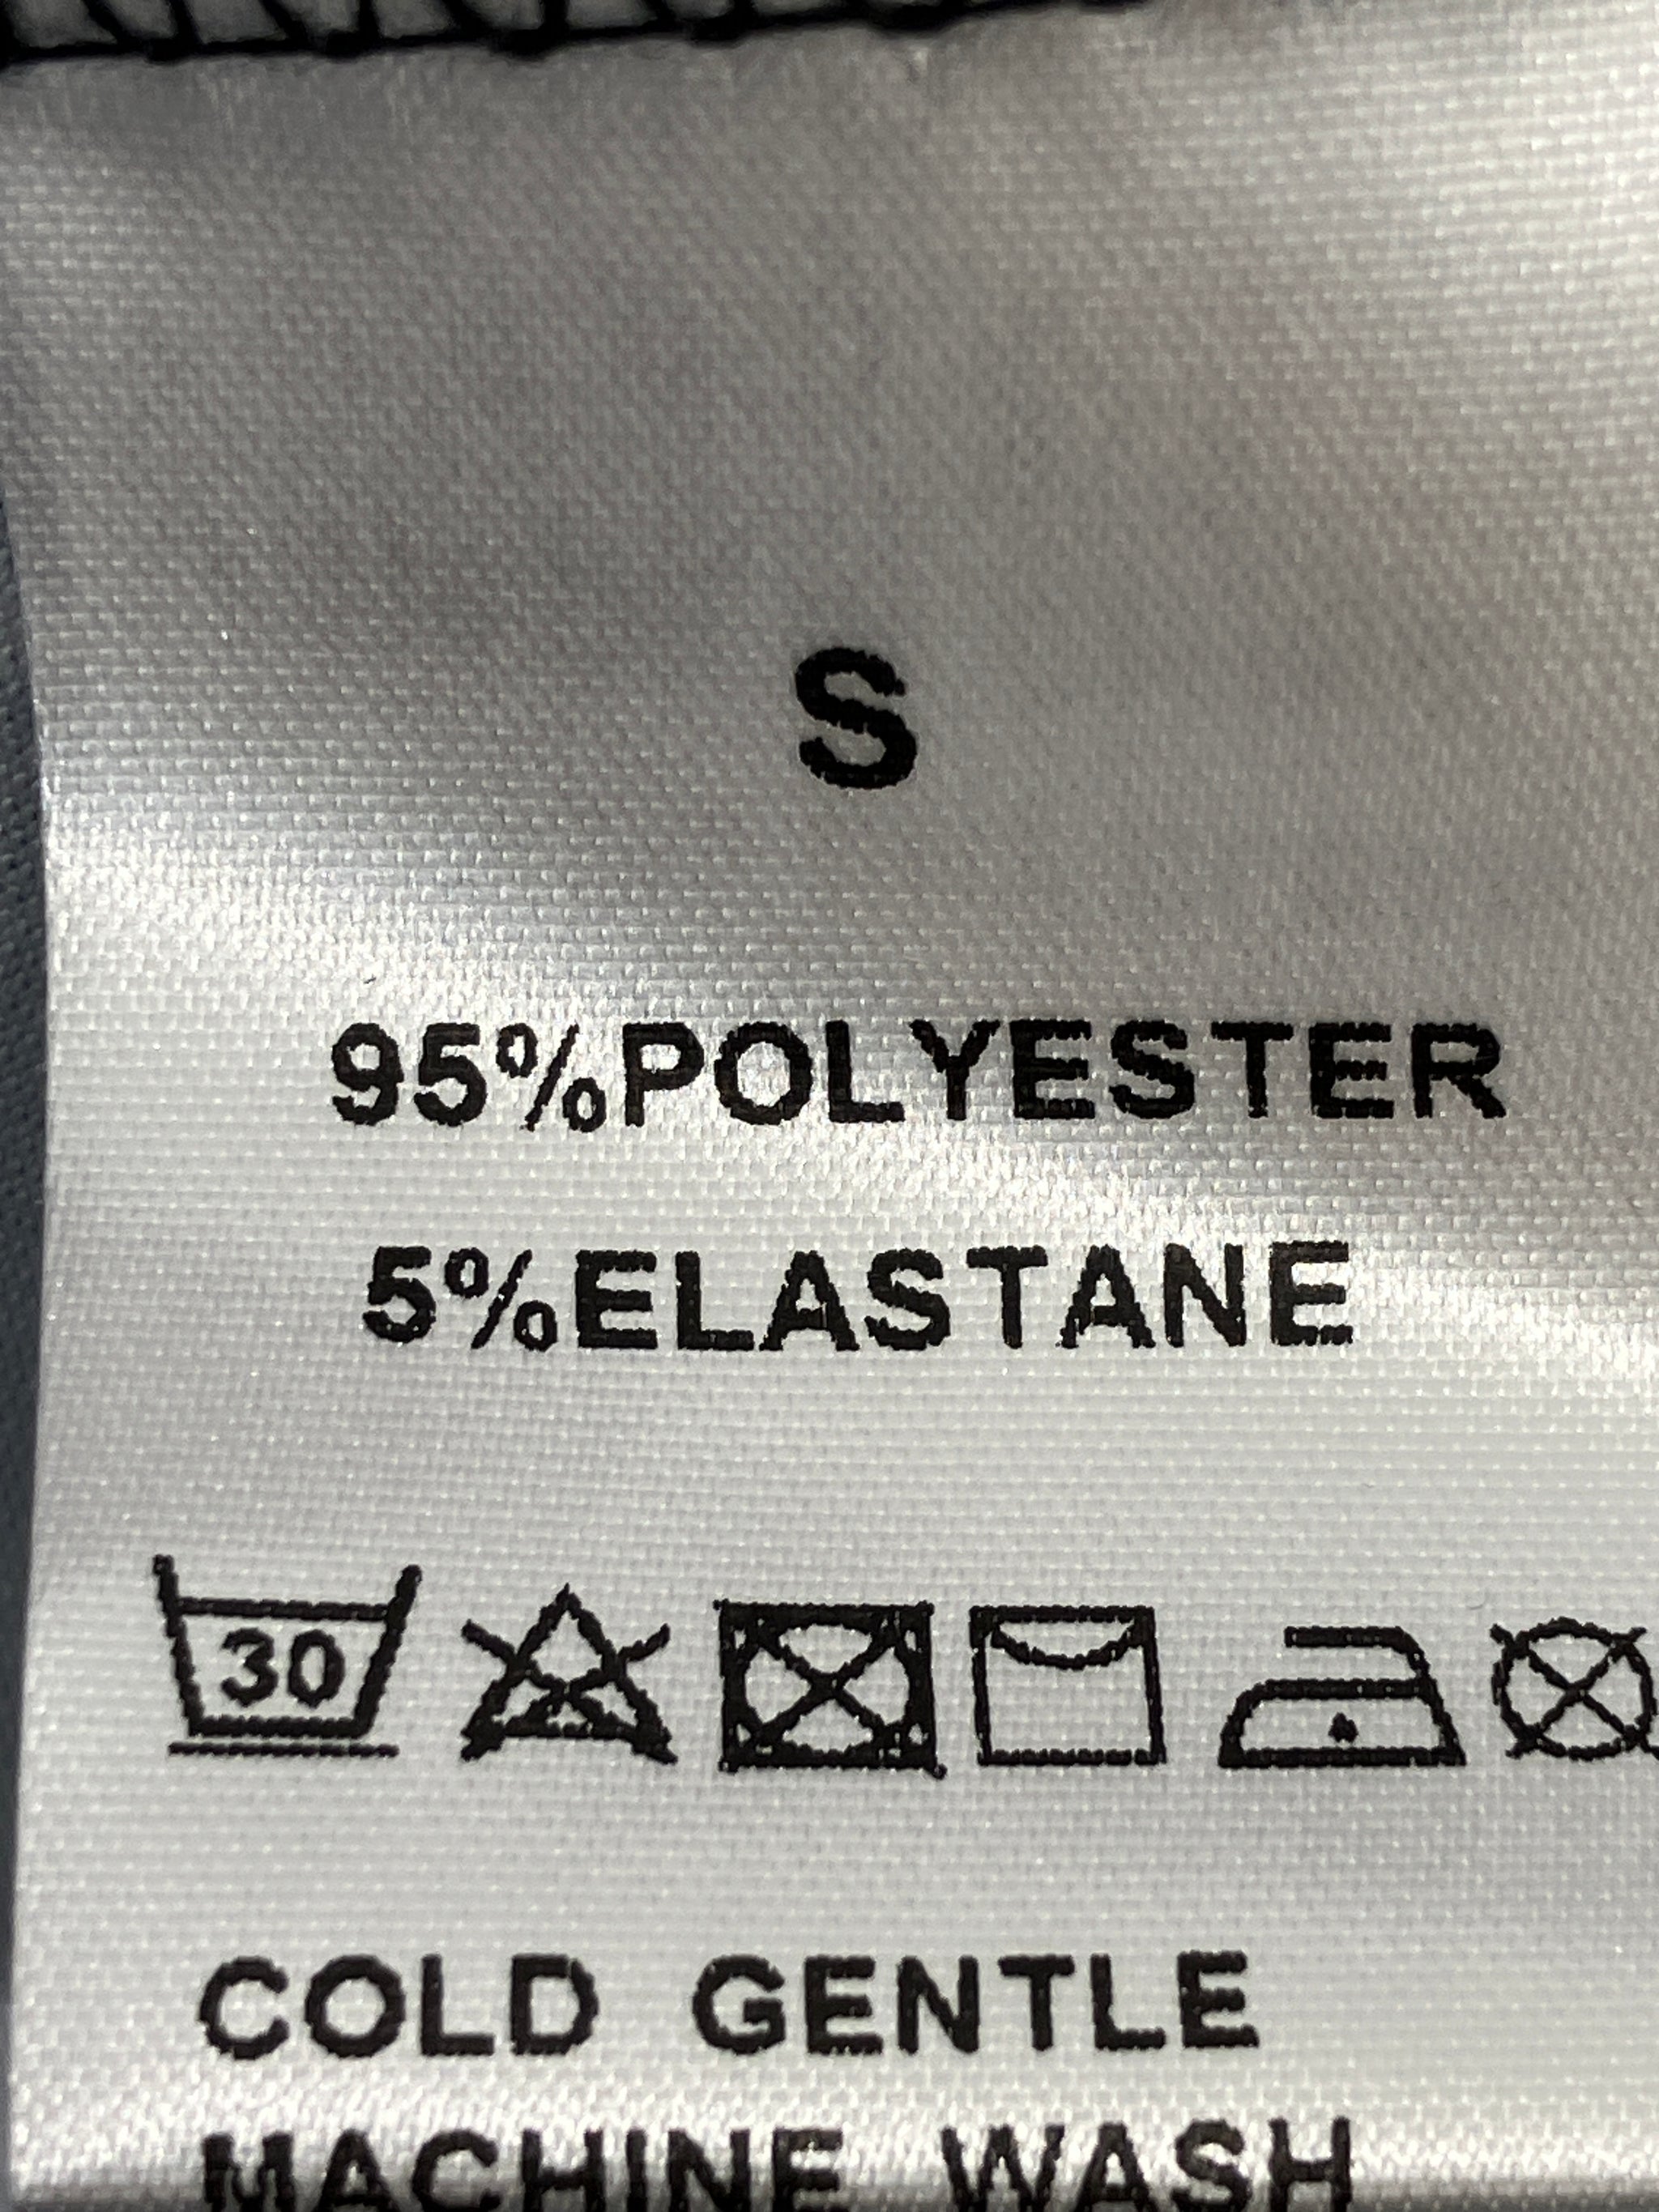 S
95%POLYESTER
5%ELASTANE
30
COLD GENTLE
MACHINE WASH